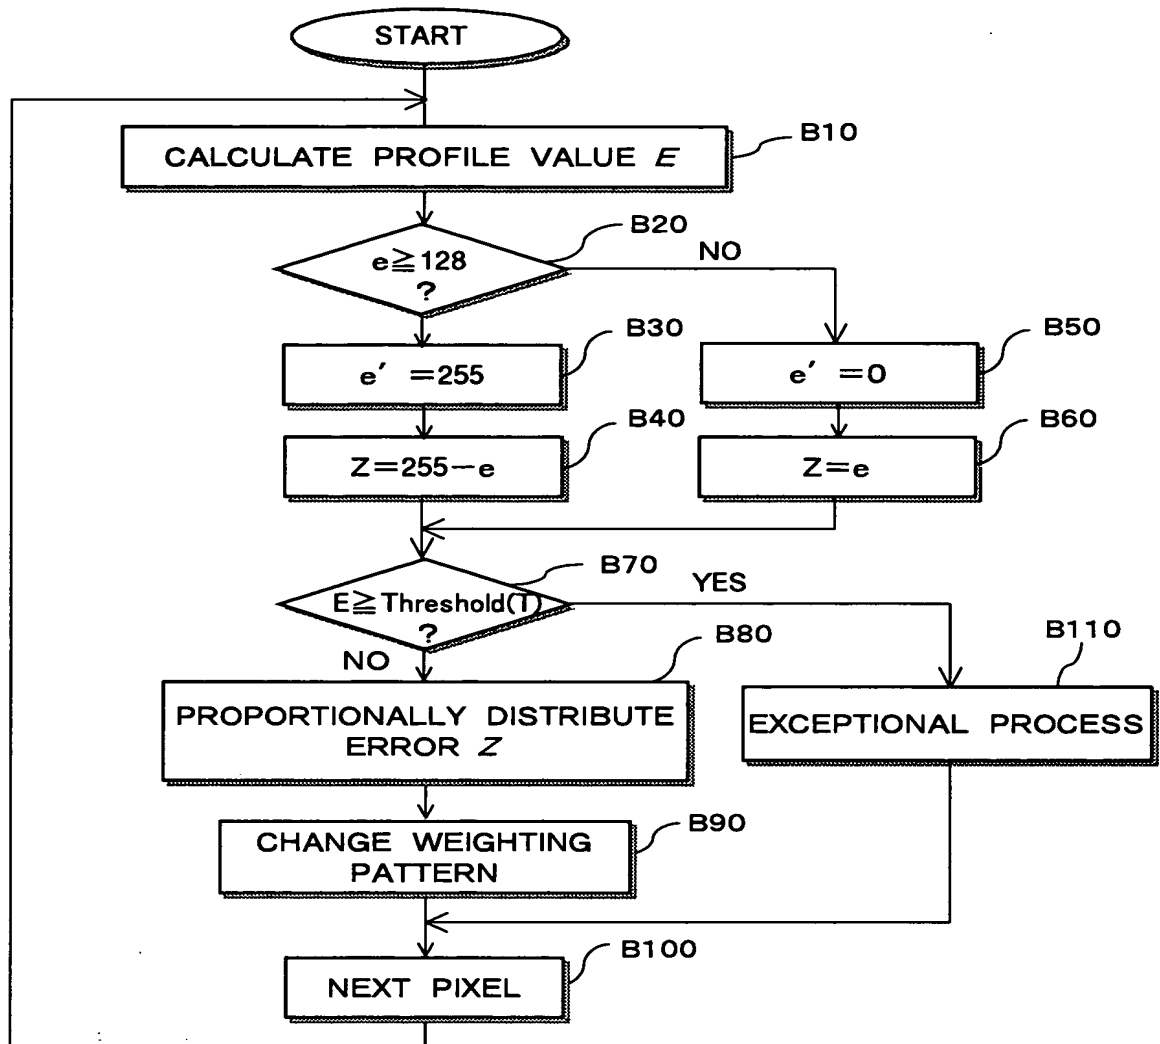 START
B10
CALCULATE PROFILE VALUE E
B20
e≧128
?
NO
B30
e′ =255
B50
e′ =0
B40
Z=255−e
B60
Z=e
B70
E≧Threshold(T)
?
YES
NO
B80
PROPORTIONALLY DISTRIBUTE
ERROR Z
B110
EXCEPTIONAL PROCESS
B90
CHANGE WEIGHTING
PATTERN
B100
NEXT PIXEL